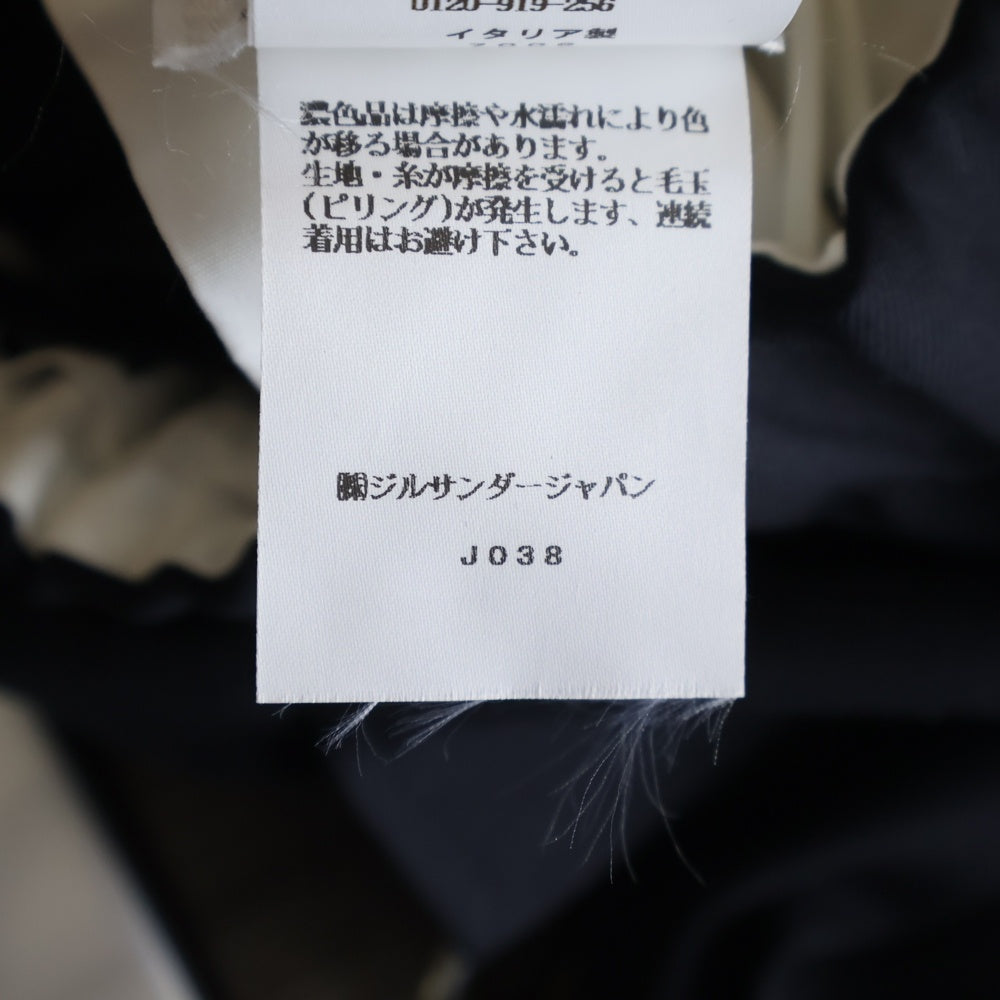 0120-919-256
イタリア製
濃色品は摩擦や水濡れにより色
が移る場合があります。
生地・糸が摩擦を受けると毛玉
(ピリング)が発生します、連続
着用はお避け下さい。
㈱ジルサンダージャパン
J038